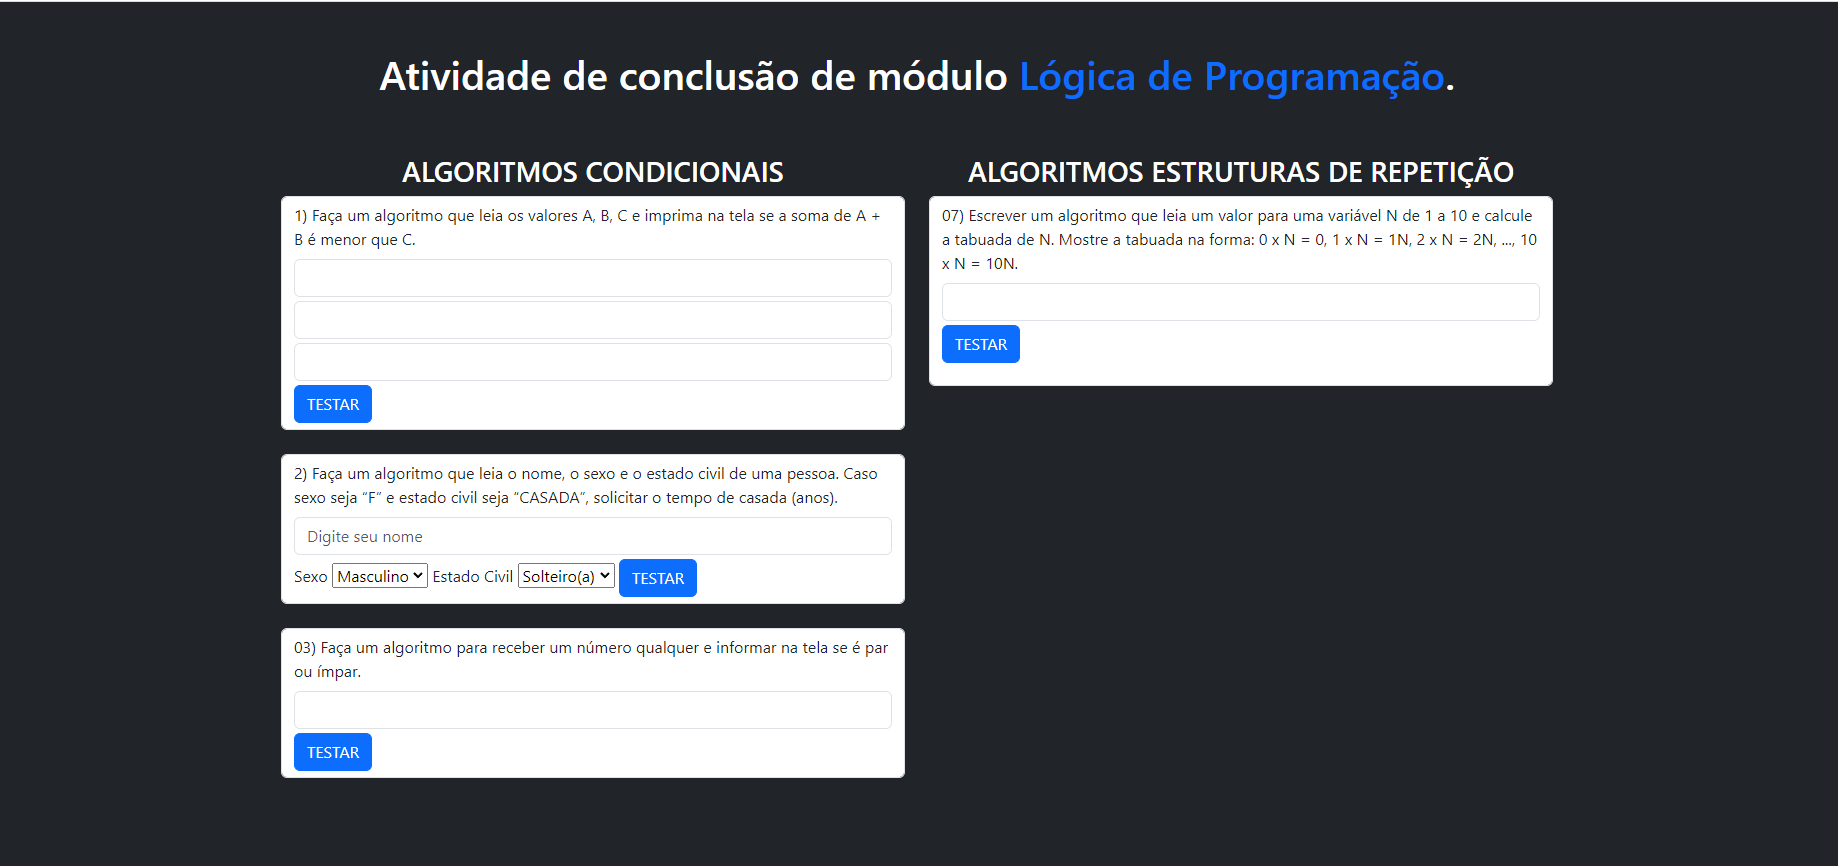 Atividade de conclusão de módulo Lógica de Programação.
ALGORITMOS CONDICIONAIS
1) Faça um algoritmo que leia os valores A, B, C e imprima na tela se a soma de A +
B é menor que C.
TESTAR
2) Faça um algoritmo que leia o nome, o sexo e o estado civil de uma pessoa. Caso
sexo seja “F” e estado civil seja “CASADA”, solicitar o tempo de casada (anos).
Digite seu nome
Sexo Masculino Estado Civil Solteiro(a) TESTAR
03) Faça um algoritmo para receber um número qualquer e informar na tela se é par
ou ímpar.
TESTAR
ALGORITMOS ESTRUTURAS DE REPETIÇÃO
07) Escrever um algoritmo que leia um valor para uma variável N de 1 a 10 e calcule
a tabuada de N. Mostre a tabuada na forma: 0 x N = 0, 1 x N = 1N, 2 x N = 2N, ..., 10
x N = 10N.
TESTAR